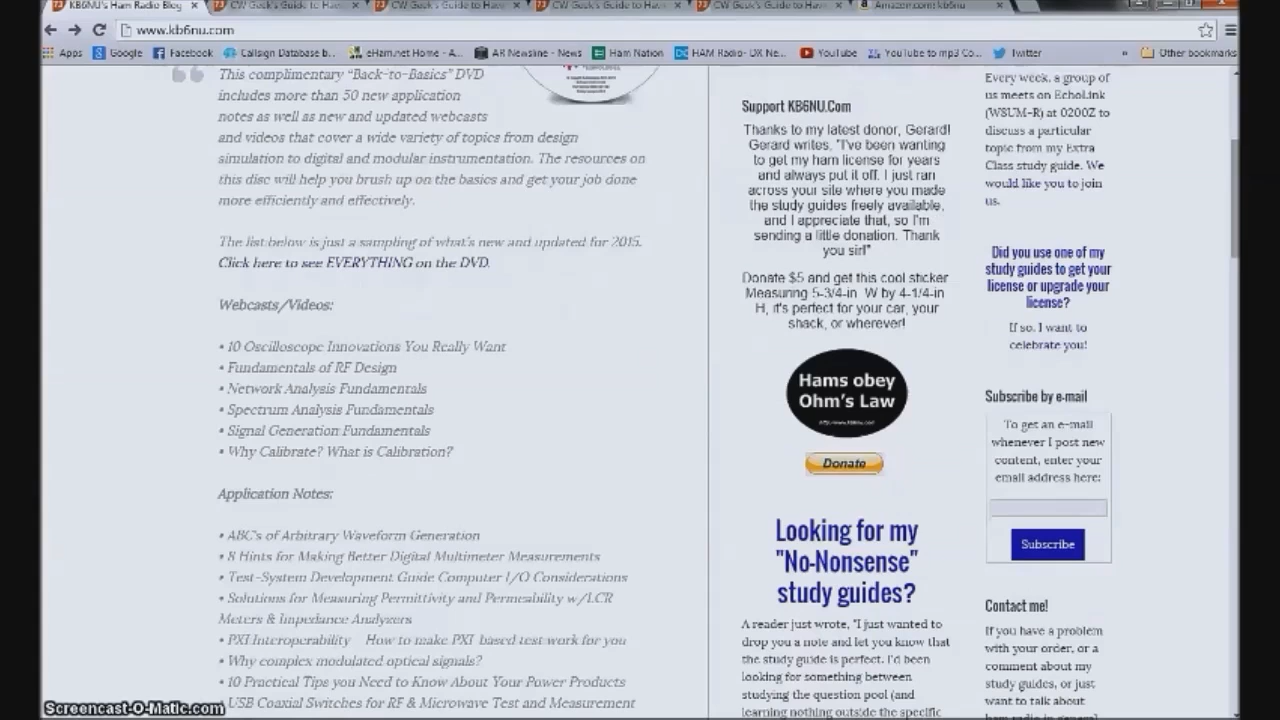 KB6NU's Ham Radio Blog
CW Geek's Guide to Ha
CW Geek's Guide to Ha
CW Geek's Guide to Ha
CW Geek's Guide to Ha
Amazon.com: kb6nu
www.kb6nu.com
Apps
Google
Facebook
Callsign Database b...
eHam.net Home - A...
AR Newsline - News
Ham Nation
HAM Radio- DX Ne...
YouTube
YouTube to mp3 Co...
Twitter
»
Other bookmarks
This complimentary “Back-to-Basics” DVD
includes more than 50 new application
notes as well as new and updated webcasts
and videos that cover a wide variety of topics from design
simulation to digital and modular instrumentation. The resources on
this disc will help you brush up on the basics and get your job done
more efficiently and effectively.
The list below is just a sampling of what's new and updated for 2015.
Click here to see EVERYTHING on the DVD.
Webcasts/Videos:
• 10 Oscilloscope Innovations You Really Want
• Fundamentals of RF Design
• Network Analysis Fundamentals
• Spectrum Analysis Fundamentals
• Signal Generation Fundamentals
• Why Calibrate? What is Calibration?
Application Notes:
• ABC's of Arbitrary Waveform Generation
• 8 Hints for Making Better Digital Multimeter Measurements
• Test-System Development Guide Computer I/O Considerations
• Solutions for Measuring Permittivity and Permeability w/LCR
Meters & Impedance Analyzers
• PXI Interoperability How to make PXI based test work for you
• Why complex modulated optical signals?
• 10 Practical Tips you Need to Know About Your Power Products
USB Coaxial Switches for RF & Microwave Test and Measurement
Support KB6NU.Com
Thanks to my latest donor, Gerard!
Gerard writes, "I've been wanting
to get my ham license for years
and always put it off. I just ran
across your site where you made
the study guides freely available,
and I appreciate that, so I'm
sending a little donation. Thank
you sir!"
Donate $5 and get this cool sticker
Measuring 5-3/4-in W by 4-1/4-in
H, it's perfect for your car, your
shack, or wherever!
Hams obey
Ohm's Law
http://www.kb6nu.com/
Donate
Looking for my
"No-Nonsense"
study guides?
A reader just wrote, "I just wanted to
drop you a note and let you know that
the study guide is perfect. I'd been
looking for something between
studying the question pool (and
learning nothing outside the specific
Every week, a group of
us meets on EchoLink
(WSUM-R) at 0200Z to
discuss a particular
topic from my Extra
Class study guide. We
would like you to join
us.
Did you use one of my
study guides to get your
license or upgrade your
license?
If so, I want to
celebrate you!
Subscribe by e-mail
To get an e-mail
whenever I post new
content, enter your
email address here:
Subscribe
Contact me!
If you have a problem
with your order, or a
comment about my
study guides, or just
want to talk about
ham radio in general
Screencast-O-Matic.com